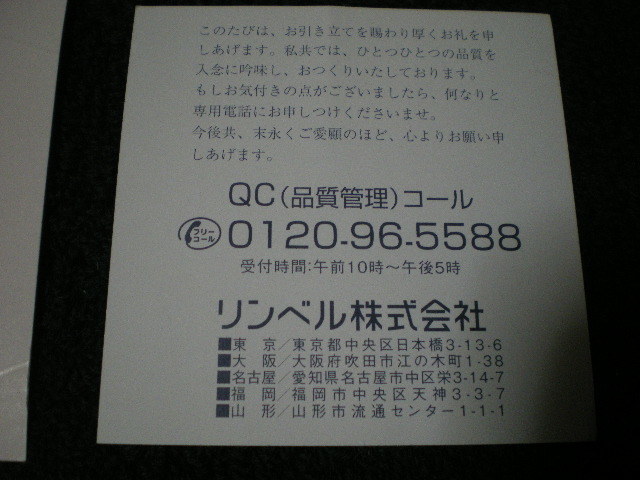 このたびは、お引き立てを賜わり厚くお礼を申
しあげます。私共では、ひとつひとつの品質を
入念に吟味し、おつくりいたしております。
もしお気付きの点がございましたら、何なりと
専用電話にお申しつけくださいませ。
今後共、末永くご愛顧のほど、心よりお願い申
しあげます。
QC(品質管理)コール
フリーコール 0120-96-5588
受付時間:午前10時～午後5時
リンベル株式会社
■東 京/東京都中央区日本橋3-13-6
■大 阪/大阪府吹田市江の木町1-38
■名古屋/愛知県名古屋市中区栄3-14-7
■福 岡/福岡市中央区天神3-3-7
■山 形/山形市流通センター1-1-1